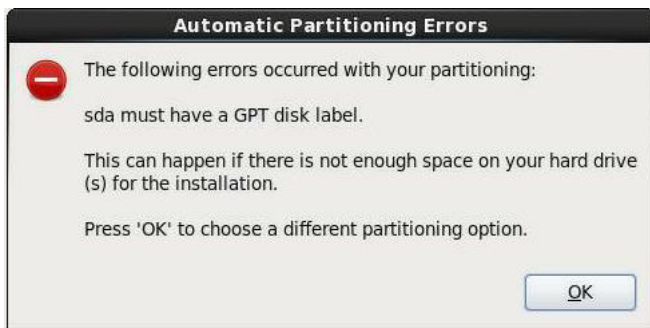 Automatic Partitioning Errors
The following errors occurred with your partitioning:
sda must have a GPT disk label.
This can happen if there is not enough space on your hard drive
(s) for the installation.
Press 'OK' to choose a different partitioning option.
OK